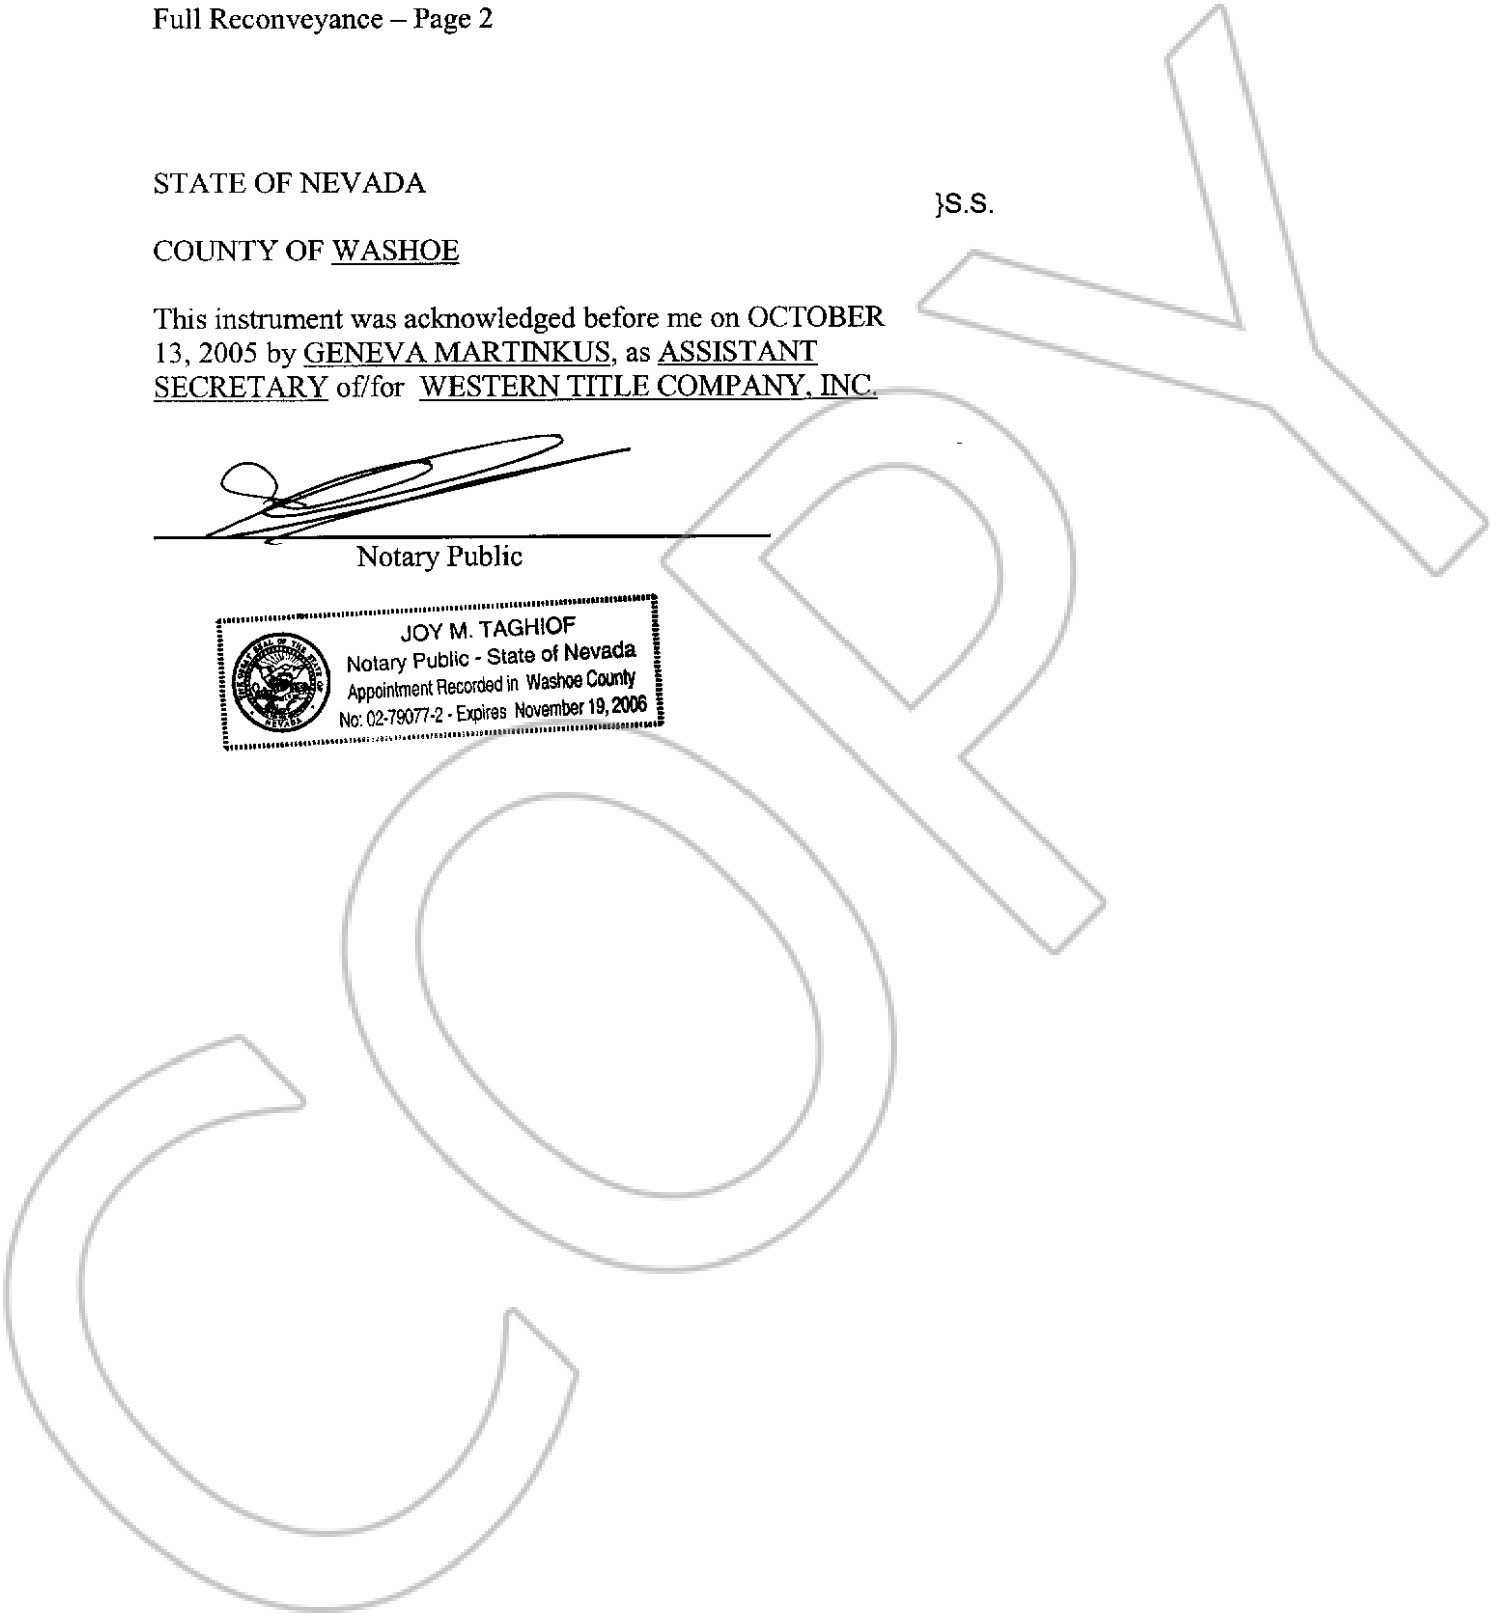 Full Reconveyance – Page 2
STATE OF NEVADA
}S.S.
COUNTY OF WASHOE
This instrument was acknowledged before me on OCTOBER
13, 2005 by GENEVA MARTINKUS, as ASSISTANT
SECRETARY of/for WESTERN TITLE COMPANY, INC.
Notary Public
JOY M. TAGHIOF
Notary Public - State of Nevada
Appointment Recorded in Washoe County
No: 02-79077-2 - Expires November 19, 2006
COPY